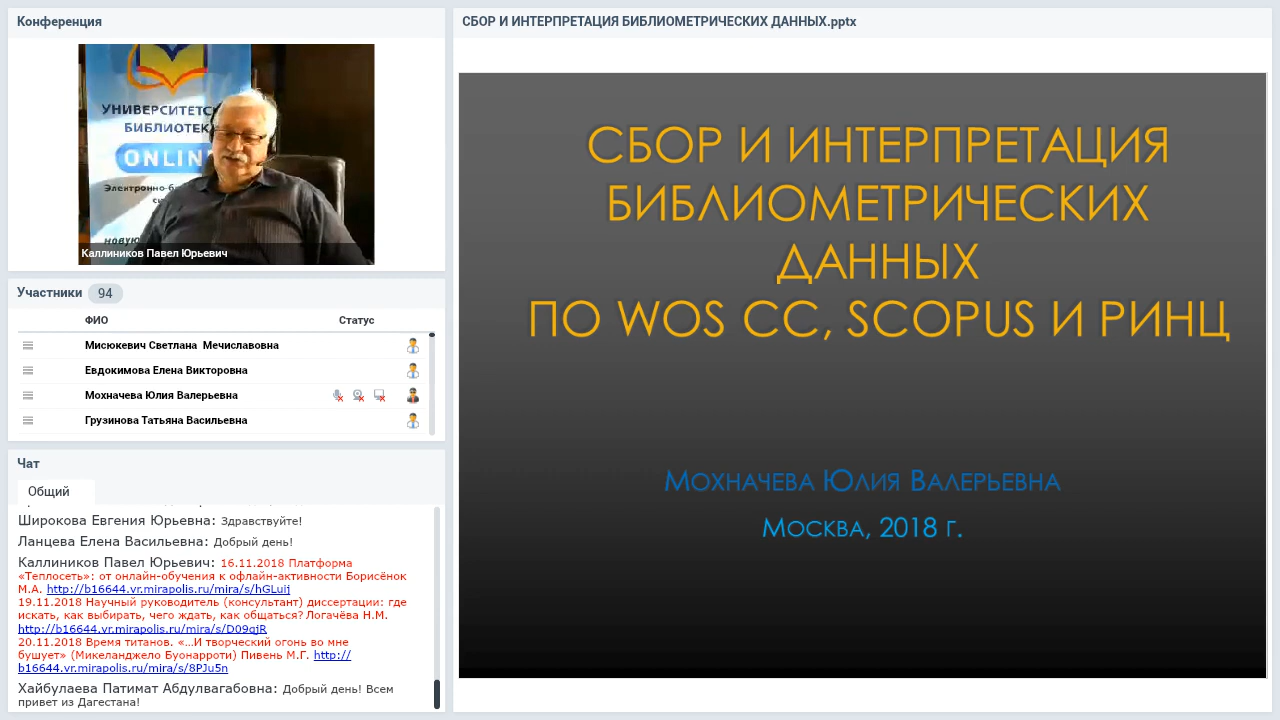 Конференция
УНИВЕРСИТЕТС
БИБЛИОТЕК
ONLIN
Каллиников Павел Юрьевич
Участники 94
ФИО Статус
Мисюкевич Светлана Мечиславовна
Евдокимова Елена Викторовна
Мохначева Юлия Валерьевна
Грузинова Татьяна Васильевна
Чат
Общий
Широкова Евгения Юрьевна: Здравствуйте!
Ланцева Елена Васильевна: Добрый день!
Каллиников Павел Юрьевич: 16.11.2018 Платформа
«Теплосеть»: от онлайн-обучения к офлайн-активности Борисёнок
М.А. http://b16644.vr.mirapolis.ru/mira/s/hGLuij
19.11.2018 Научный руководитель (консультант) диссертации: где
искать, как выбирать, чего ждать, как общаться? Логачёва Н.М.
http://b16644.vr.mirapolis.ru/mira/s/D09qjR
20.11.2018 Время титанов. «...И творческий огонь во мне
бушует» (Микеланджело Буонарроти) Пивень М.Г. http://
b16644.vr.mirapolis.ru/mira/s/8PJu5n
Хайбулаева Патимат Абдулвагабовна: Добрый день! Всем
привет из Дагестана!
СБОР И ИНТЕРПРЕТАЦИЯ БИБЛИОМЕТРИЧЕСКИХ ДАННЫХ.pptx
СБОР И ИНТЕРПРЕТАЦИЯ
БИБЛИОМЕТРИЧЕСКИХ
ДАННЫХ
ПО WOS CC, SCOPUS И РИНЦ
Мохначева Юлия Валерьевна
Москва, 2018 г.